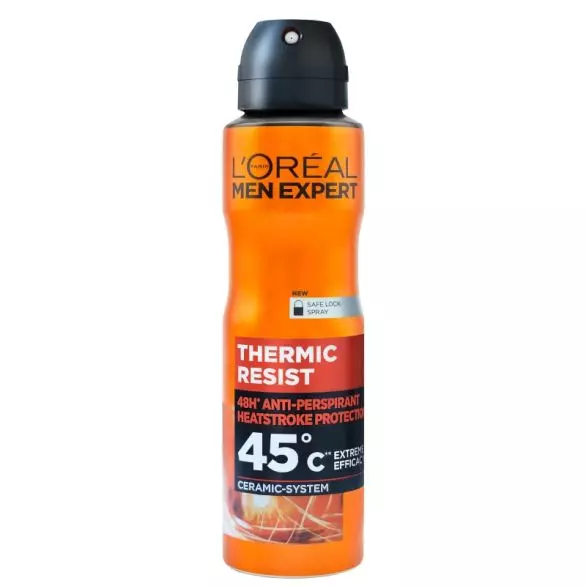 L'ORÉAL
PARIS
MEN EXPERT
NEW
SAFE LOCK
SPRAY
THERMIC
RESIST
48H* ANTI-PERSPIRANT
HEATSTROKE PROTECTION
45°C**
EXTREME
EFFICAC
CERAMIC-SYSTEM